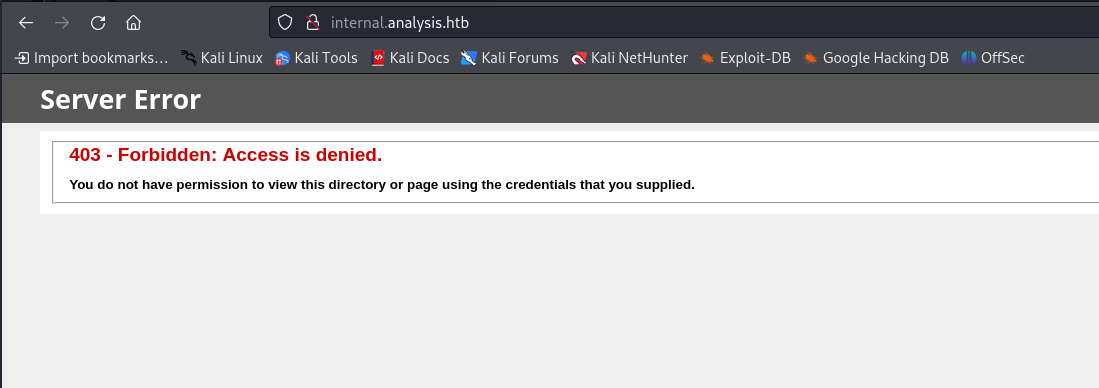 internal.analysis.htb
Import bookmarks... Kali Linux Kali Tools Kali Docs Kali Forums Kali NetHunter Exploit-DB Google Hacking DB OffSec
Server Error
403 - Forbidden: Access is denied.
You do not have permission to view this directory or page using the credentials that you supplied.